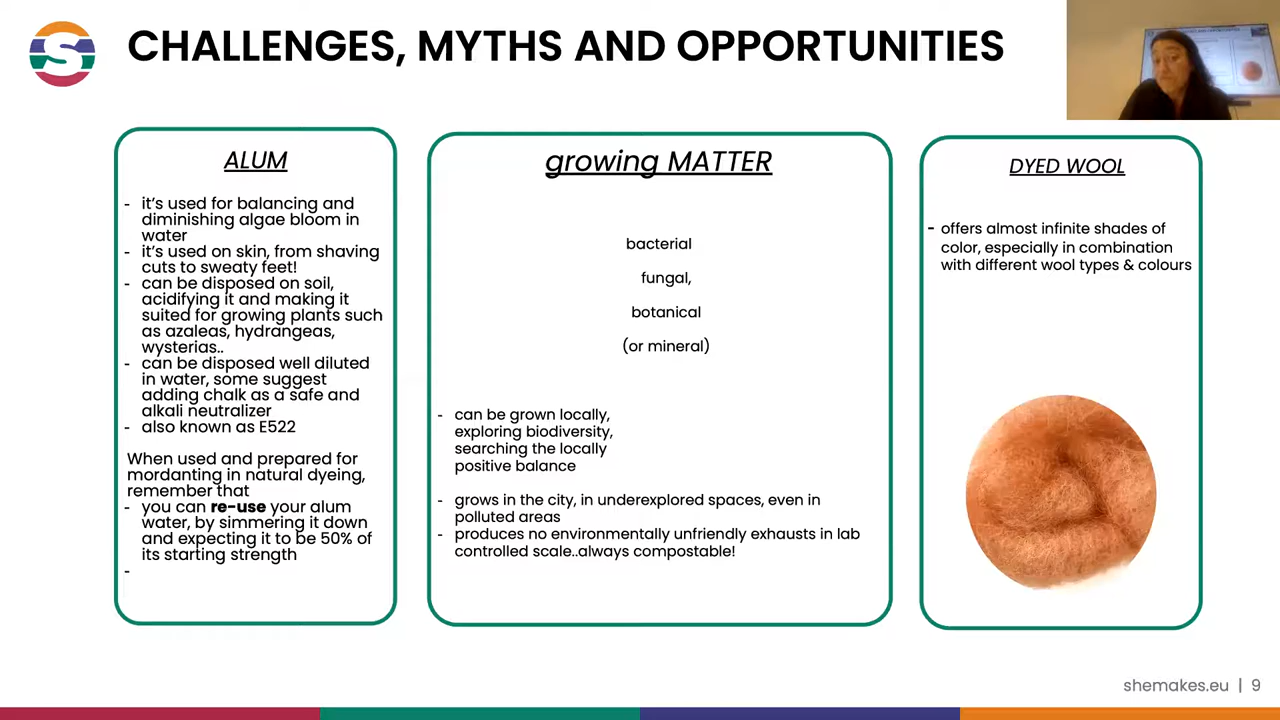 S
CHALLENGES, MYTHS AND OPPORTUNITIES
ALUM
- it's used for balancing and
diminishing algae bloom in
water
- it's used on skin, from shaving
cuts to sweaty feet!
- can be disposed on soil,
acidifying it and making it
suited for growing plants such
as azaleas, hydrangeas,
wysterias..
- can be disposed well diluted
in water, some suggest
adding chalk as a safe and
alkali neutralizer
- also known as E522
When used and prepared for
mordanting in natural dyeing,
remember that
- you can re-use your alum
water, by simmering it down
and expecting it to be 50% of
its starting strength
-
growing MATTER
bacterial
fungal,
botanical
(or mineral)
- can be grown locally,
exploring biodiversity,
searching the locally
positive balance
- grows in the city, in underexplored spaces, even in
polluted areas
- produces no environmentally unfriendly exhausts in lab
controlled scale..always compostable!
DYED WOOL
- offers almost infinite shades of
color, especially in combination
with different wool types & colours
shemakes.eu | 9